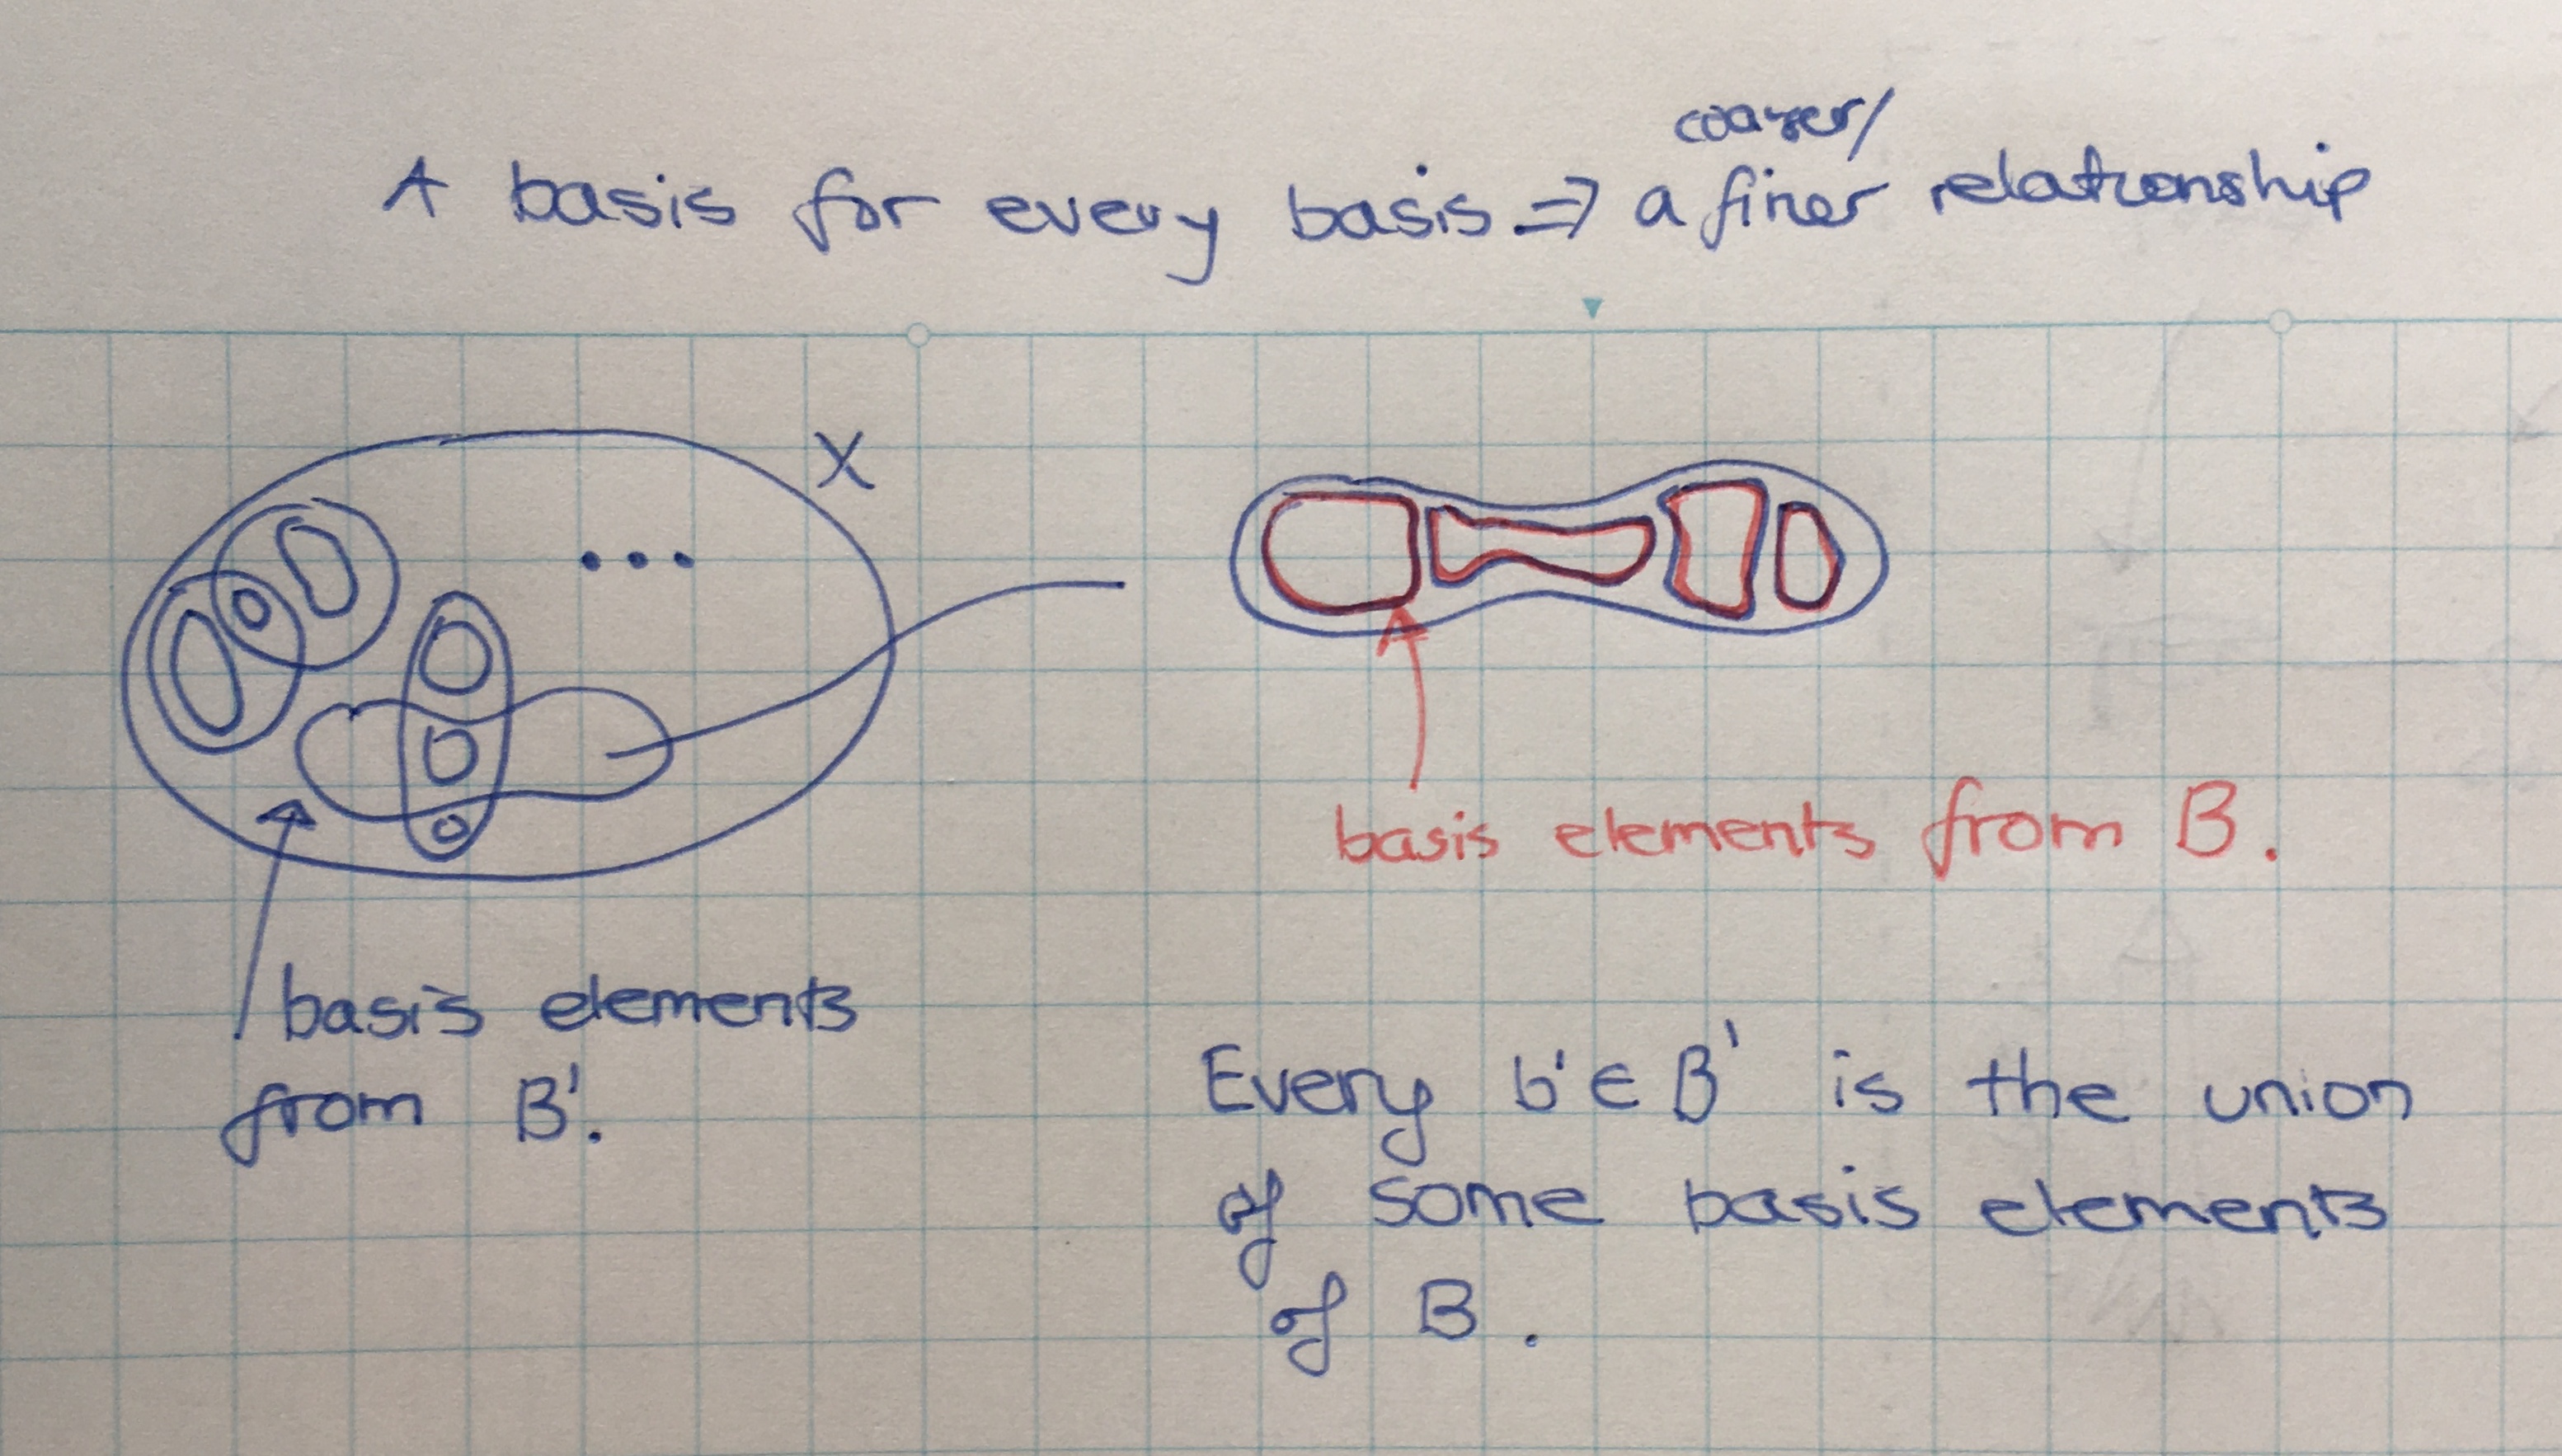 coarser/
A basis for every basis => a finer relationship
X
...
basis elements from B.
basis elements
from B'.
Every b' ∈ B' is the union
of some basis elements
of B.